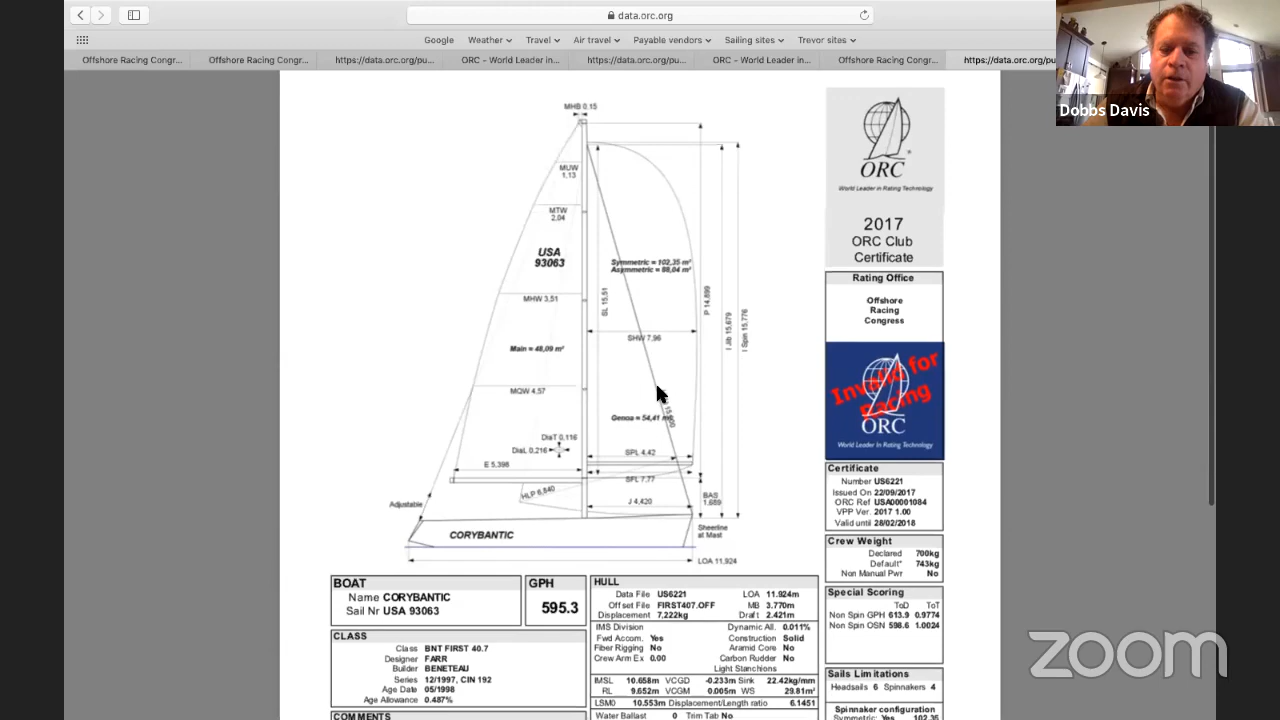 data.orc.org
Google Weather Travel Air travel Payable vendors Sailing sites Trevor sites
Offshore Racing Congr... Offshore Racing Congr... https://data.orc.org/pu... ORC – World Leader in... https://data.orc.org/pu... ORC – World Leader in... Offshore Racing Congr... https://data.orc.org/pu
Dobbs Davis
MHB 0,15
MUW
1,13
MTW
2,04
USA
93063
MHW 3,51
Main = 48,09 m²
MQW 4,57
DiaT 0,116
DiaL 0,216
E 5,398
HLP 6,640
Adjustable
CORYBANTIC
Symmetric = 102,35 m²
Asymmetric = 88,04 m²
SL 15,51
SHW 7,96
P 14,899
I Jib 15,679
I Spin 15,776
Genoa = 54,41
SPL 4,42
SFL 7,77
J 4,420
BAS
1,689
Sheerline
at Mast
LOA 11,924
ORC
World Leader in Rating Technology
2017
ORC Club
Certificate
Rating Office
Offshore
Racing
Congress
Invalid for
Racing
ORC
World Leader in Rating Technology
Certificate
Number US6221
Issued On 22/09/2017
ORC Ref USA00001084
VPP Ver. 2017 1.00
Valid until 28/02/2018
Crew Weight
Declared 700kg
Default* 743kg
Non Manual Pwr No
Special Scoring
ToD ToT
Non Spin GPH 613.9 0.9774
Non Spin OSN 598.6 1.0024
Sails Limitations
Headsails 6 Spinnakers 4
Spinnaker configuration
Symmetric: Yes 102.35
BOAT
Name CORYBANTIC
Sail Nr USA 93063
GPH
595.3
CLASS
Class BNT FIRST 40.7
Designer FARR
Builder BENETEAU
Series 12/1997, CIN 192
Age Date 05/1998
Age Allowance 0.487%
COMMENTS
HULL
Data File US6221 LOA 11.924m
Offset File FIRST407.OFF MB 3.770m
Displacement 7,222kg Draft 2.421m
IMS Division Dynamic All. 0.011%
Fwd Accom. Yes Construction Solid
Fiber Rigging No Aramid Core No
Crew Arm Ex 0.00 Carbon Rudder No
Light Stanchions
IMSL 10.658m VCGD -0.233m Sink 22.42kg/mm
RL 9.652m VCGM 0.005m WS 29.81m²
LSM0 10.553m Displacement/Length ratio 6.1451
Water Ballast 0 Trim Tab No
zoom